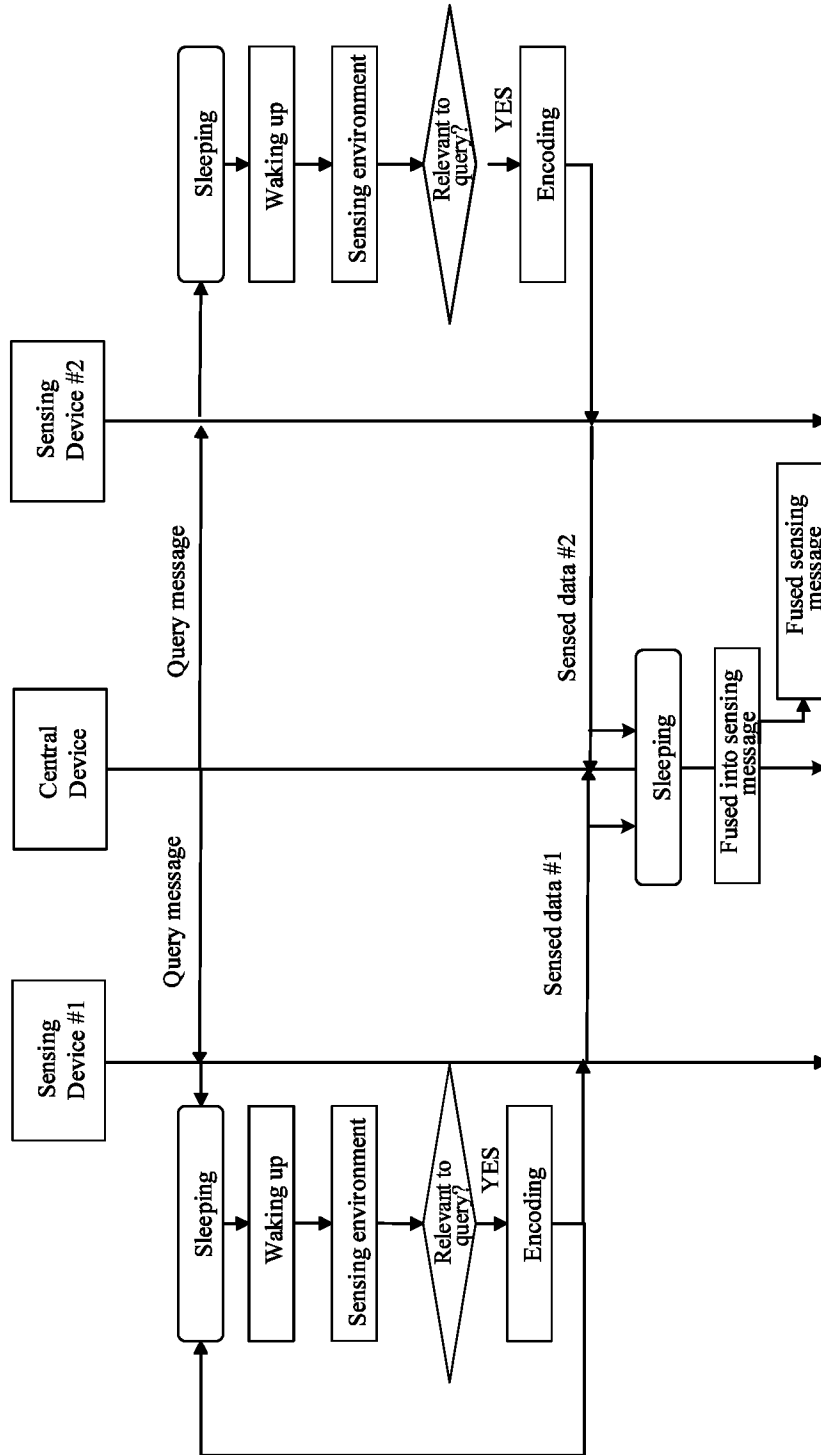 Sensing
Device #1
Central
Device
Sensing
Device #2
Query message
Query message
Sleeping
Sleeping
Waking up
Waking up
Sensing environment
Sensing environment
Relevant to
query?
Relevant to
query?
YES
YES
Encoding
Encoding
Sensed data #1
Sensed data #2
Sleeping
Fused into sensing
message
Fused sensing
message